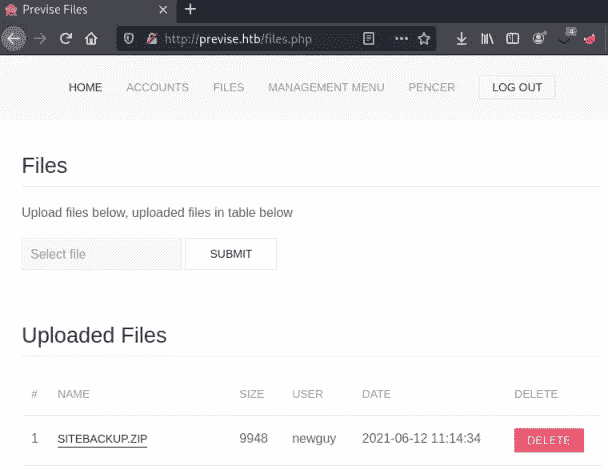 Previse Files
http://previse.htb/files.php
4
HOME ACCOUNTS FILES MANAGEMENT MENU PENCER LOG OUT
Files
Upload files below, uploaded files in table below
Select file SUBMIT
Uploaded Files
# NAME SIZE USER DATE DELETE
1 SITEBACKUP.ZIP 9948 newguy 2021-06-12 11:14:34 DELETE